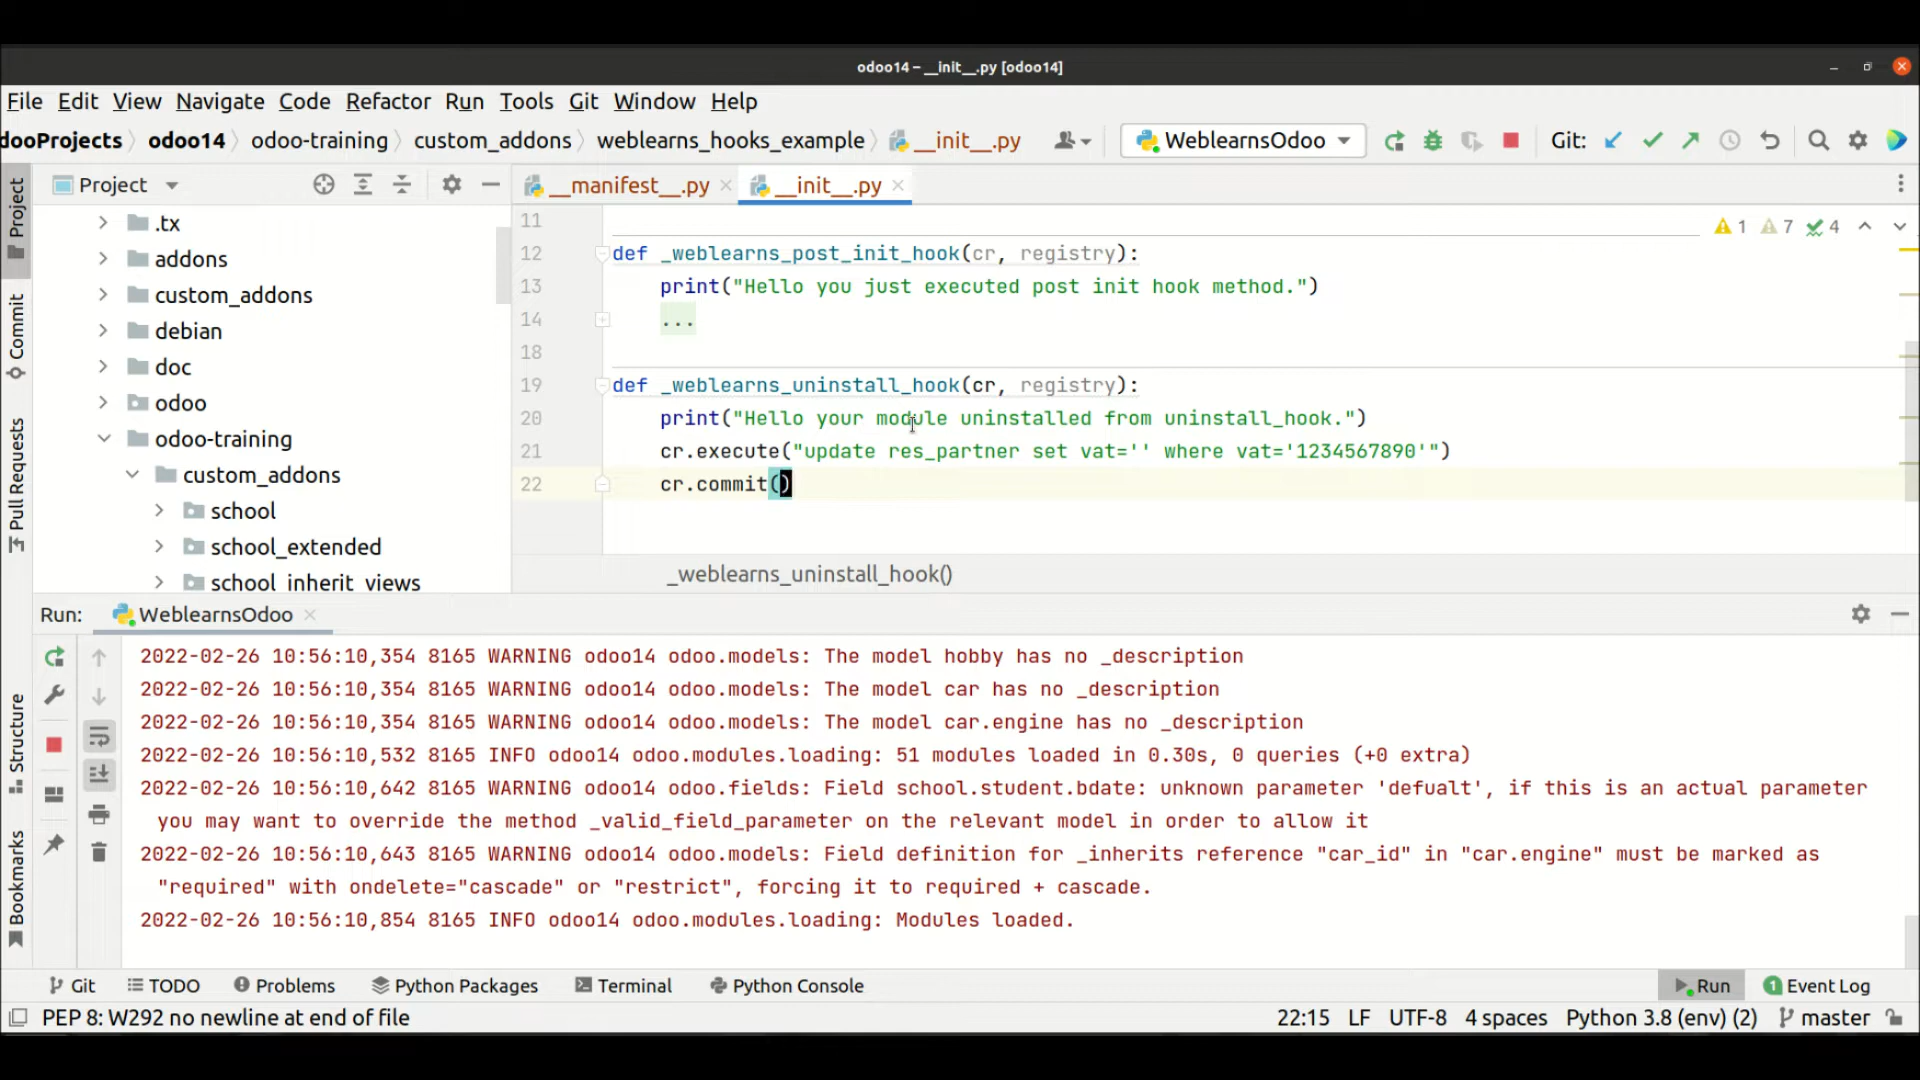 odoo14 – __init__.py [odoo14]
File Edit View Navigate Code Refactor Run Tools Git Window Help
dooProjects odoo14 odoo-training custom_addons weblearns_hooks_example __init__.py WeblearnsOdoo Git:
Project
__manifest__.py
__init__.py
Project
Commit
Pull Requests
Structure
Bookmarks
.tx
addons
custom_addons
debian
doc
odoo
odoo-training
custom_addons
school
school_extended
school_inherit_views
1 7 4
11
12 def _weblearns_post_init_hook(cr, registry):
13 print("Hello you just executed post init hook method.")
14 ...
18
19 def _weblearns_uninstall_hook(cr, registry):
20 print("Hello your module uninstalled from uninstall_hook.")
21 cr.execute("update res_partner set vat='' where vat='1234567890'")
22 cr.commit()
_weblearns_uninstall_hook()
Run: WeblearnsOdoo
2022-02-26 10:56:10,354 8165 WARNING odoo14 odoo.models: The model hobby has no _description
2022-02-26 10:56:10,354 8165 WARNING odoo14 odoo.models: The model car has no _description
2022-02-26 10:56:10,354 8165 WARNING odoo14 odoo.models: The model car.engine has no _description
2022-02-26 10:56:10,532 8165 INFO odoo14 odoo.modules.loading: 51 modules loaded in 0.30s, 0 queries (+0 extra)
2022-02-26 10:56:10,642 8165 WARNING odoo14 odoo.fields: Field school.student.bdate: unknown parameter 'defualt', if this is an actual parameter
you may want to override the method _valid_field_parameter on the relevant model in order to allow it
2022-02-26 10:56:10,643 8165 WARNING odoo14 odoo.models: Field definition for _inherits reference "car_id" in "car.engine" must be marked as
"required" with ondelete="cascade" or "restrict", forcing it to required + cascade.
2022-02-26 10:56:10,854 8165 INFO odoo14 odoo.modules.loading: Modules loaded.
Git TODO Problems Python Packages Terminal Python Console Run 1 Event Log
PEP 8: W292 no newline at end of file 22:15 LF UTF-8 4 spaces Python 3.8 (env) (2) master